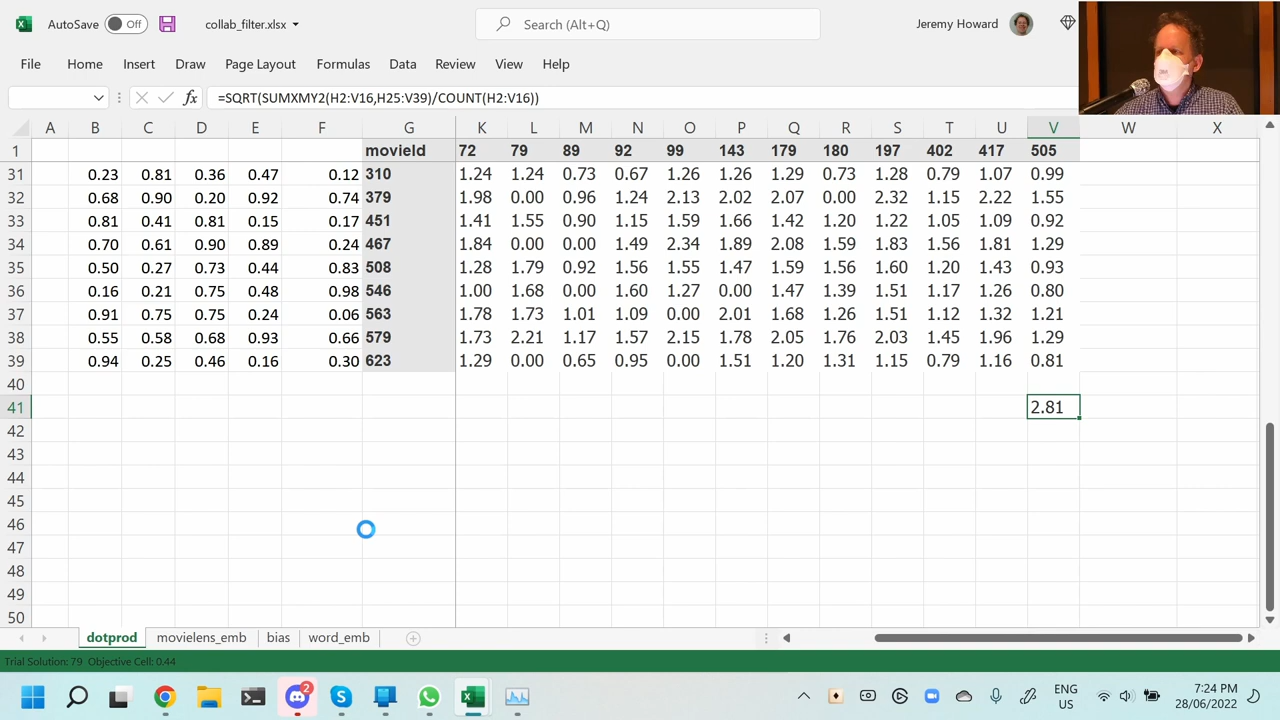 AutoSave Off collab_filter.xlsx Search (Alt+Q) Jeremy Howard
File Home Insert Draw Page Layout Formulas Data Review View Help
fx =SQRT(SUMXMY2(H2:V16,H25:V39)/COUNT(H2:V16))
A B C D E F G K L M N O P Q R S T U V W X
1 movieId 72 79 89 92 99 143 179 180 197 402 417 505
31 0.23 0.81 0.36 0.47 0.12 310 1.24 1.24 0.73 0.67 1.26 1.26 1.29 0.73 1.28 0.79 1.07 0.99
32 0.68 0.90 0.20 0.92 0.74 379 1.98 0.00 0.96 1.24 2.13 2.02 2.07 0.00 2.32 1.15 2.22 1.55
33 0.81 0.41 0.81 0.15 0.17 451 1.41 1.55 0.90 1.15 1.59 1.66 1.42 1.20 1.22 1.05 1.09 0.92
34 0.70 0.61 0.90 0.89 0.24 467 1.84 0.00 0.00 1.49 2.34 1.89 2.08 1.59 1.83 1.56 1.81 1.29
35 0.50 0.27 0.73 0.44 0.83 508 1.28 1.79 0.92 1.56 1.55 1.47 1.59 1.56 1.60 1.20 1.43 0.93
36 0.16 0.21 0.75 0.48 0.98 546 1.00 1.68 0.00 1.60 1.27 0.00 1.47 1.39 1.51 1.17 1.26 0.80
37 0.91 0.75 0.75 0.24 0.06 563 1.78 1.73 1.01 1.09 0.00 2.01 1.68 1.26 1.51 1.12 1.32 1.21
38 0.55 0.58 0.68 0.93 0.66 579 1.73 2.21 1.17 1.57 2.15 1.78 2.05 1.76 2.03 1.45 1.96 1.29
39 0.94 0.25 0.46 0.16 0.30 623 1.29 0.00 0.65 0.95 0.00 1.51 1.20 1.31 1.15 0.79 1.16 0.81
40
41 2.81
42
43
44
45
46
47
48
49
50
dotprod movielens_emb bias word_emb
Trial Solution: 79 Objective Cell: 0.44
2 ENG US 7:24 PM 28/06/2022